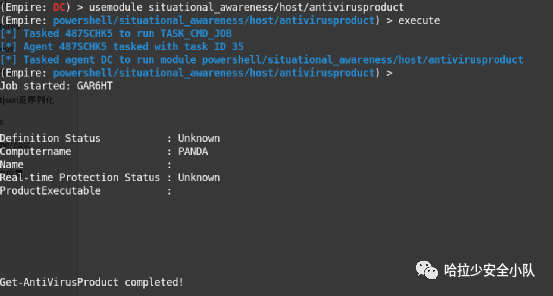 (Empire: DC) > usemodule situational_awareness/host/antivirusproduct
(Empire: powershell/situational_awareness/host/antivirusproduct) > execute
[*] Tasked 487SCHK5 to run TASK_CMD_JOB
[*] Agent 487SCHK5 tasked with task ID 35
[*] Tasked agent DC to run module powershell/situational_awareness/host/antivirusproduct
(Empire: powershell/situational_awareness/host/antivirusproduct) >
Job started: GAR6HT
tjson反序列化
s
Definition Status : Unknown
Computername : PANDA
Name :
Real-time Protection Status : Unknown
ProductExecutable :
哈拉少安全小队
Get-AntiVirusProduct completed!